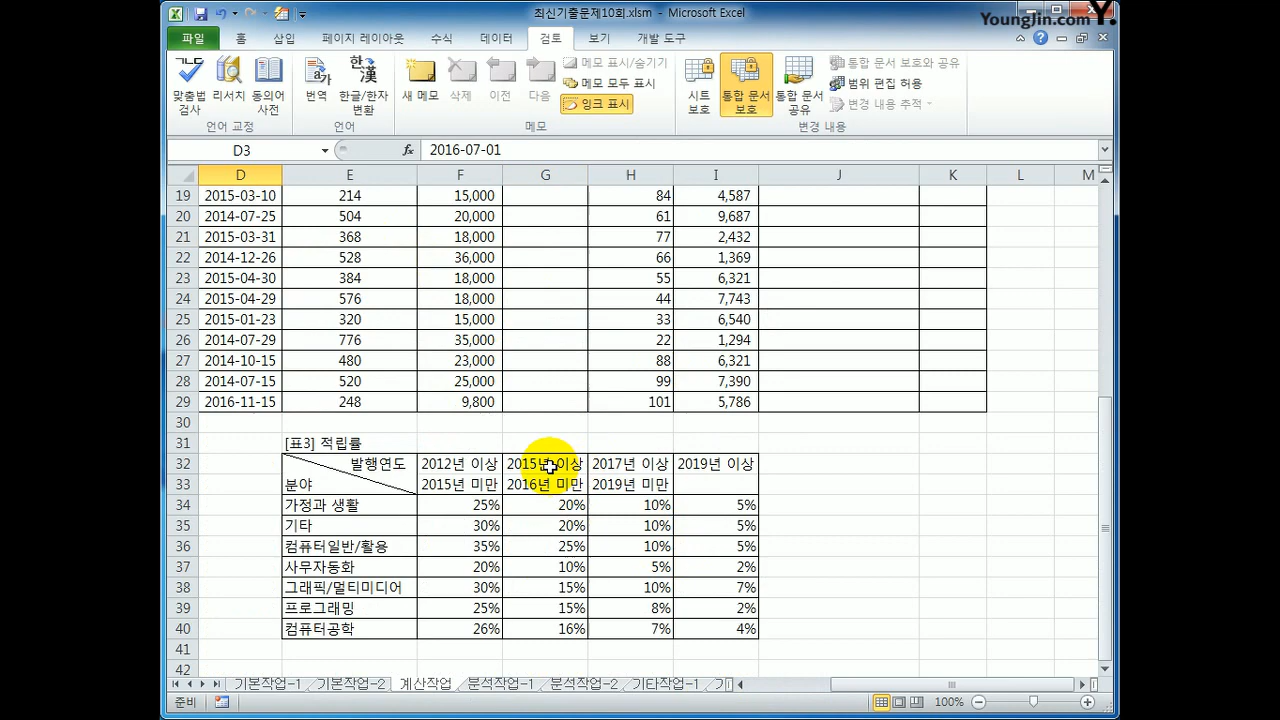 최신기출문제10회.xlsm - Microsoft Excel
YoungJin.com Y.
파일 홈 삽입 페이지 레이아웃 수식 데이터 검토 보기 개발 도구
맞춤법 검사 리서치 동의어 사전 번역 한글/한자 변환 새 메모 삭제 이전 다음 메모 표시/숨기기 시트 보호 통합 문서 보호 통합 문서 공유 통합 문서 보호와 공유
메모 모두 표시 범위 편집 허용
잉크 표시 변경 내용 추적
언어 교정 언어 메모 변경 내용
D3 fx 2016-07-01
D E F G H I J K L M
19 2015-03-10 214 15,000 84 4,587
20 2014-07-25 504 20,000 61 9,687
21 2015-03-31 368 18,000 77 2,432
22 2014-12-26 528 36,000 66 1,369
23 2015-04-30 384 18,000 55 6,321
24 2015-04-29 576 18,000 44 7,743
25 2015-01-23 320 15,000 33 6,540
26 2014-07-29 776 35,000 22 1,294
27 2014-10-15 480 23,000 88 6,321
28 2014-07-15 520 25,000 99 7,390
29 2016-11-15 248 9,800 101 5,786
30
31 [표3] 적립률
32 발행연도 2012년 이상 2015년 이상 2017년 이상 2019년 이상
33 분야 2015년 미만 2016년 미만 2019년 미만
34 가정과 생활 25% 20% 10% 5%
35 기타 30% 20% 10% 5%
36 컴퓨터일반/활용 35% 25% 10% 5%
37 사무자동화 20% 10% 5% 2%
38 그래픽/멀티미디어 30% 15% 10% 7%
39 프로그래밍 25% 15% 8% 2%
40 컴퓨터공학 26% 16% 7% 4%
41
42
기본작업-1 기본작업-2 계산작업 분석작업-1 분석작업-2 기타작업-1
준비 100%